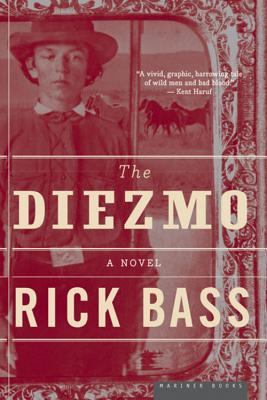 "A vivid, graphic, harrowing tale
of wild men and bad blood."
— Kent Haruf
The
DIEZMO
A NOVEL
RICK BASS
MARINER BOOKS